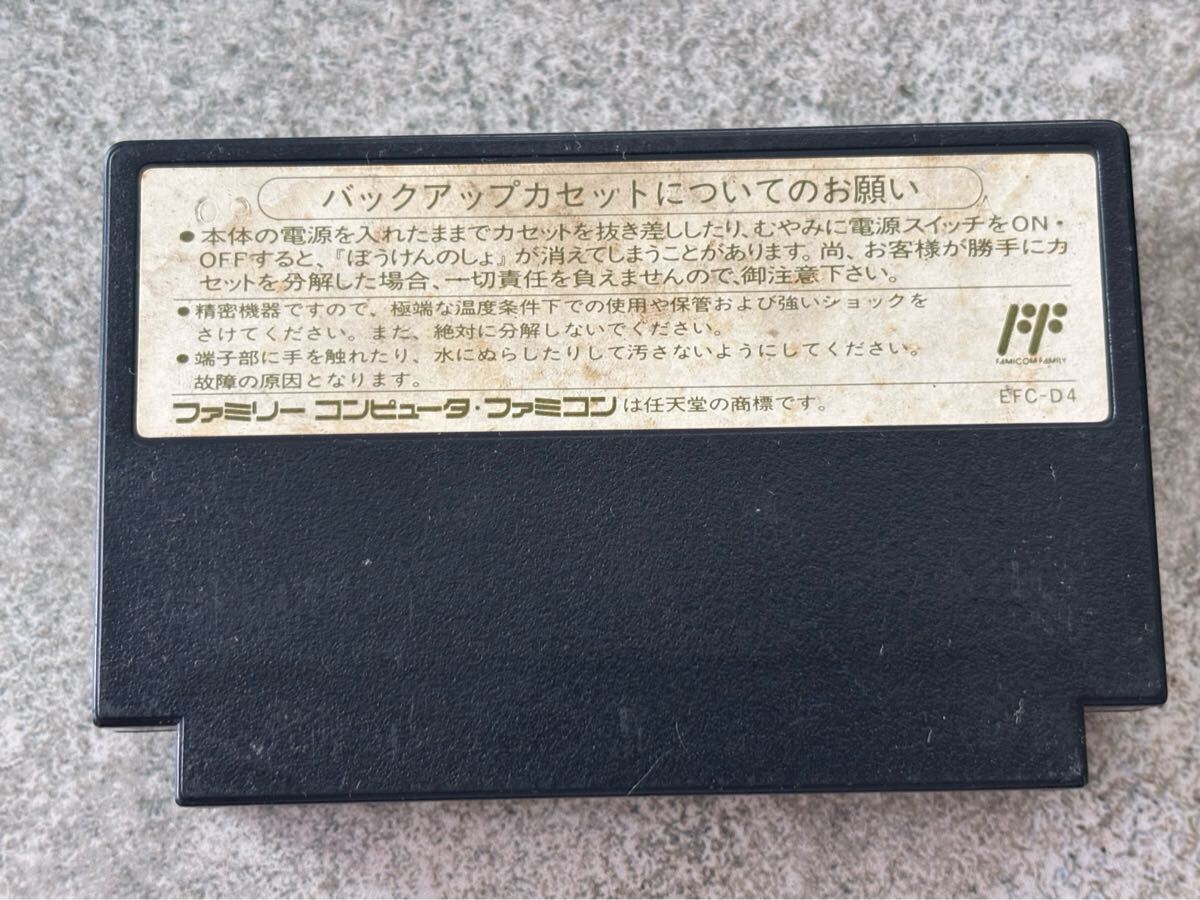 バックアップカセットについてのお願い
●本体の電源を入れたままでカセットを抜き差ししたり、むやみに電源スイッチをON・
OFFすると、『ぼうけんのしょ』が消えてしまうことがあります。尚、お客様が勝手にカ
セットを分解した場合、一切責任を負えませんので、御注意下さい。
●精密機器ですので、極端な温度条件下での使用や保管および強いショックを
さけてください。また、絶対に分解しないでください。
●端子部に手を触れたり、水にぬらしたりして汚さないようにしてください。
故障の原因となります。
FAMICOM FAMILY
ファミリーコンピュータ・ファミコンは任天堂の商標です。
EFC-D4